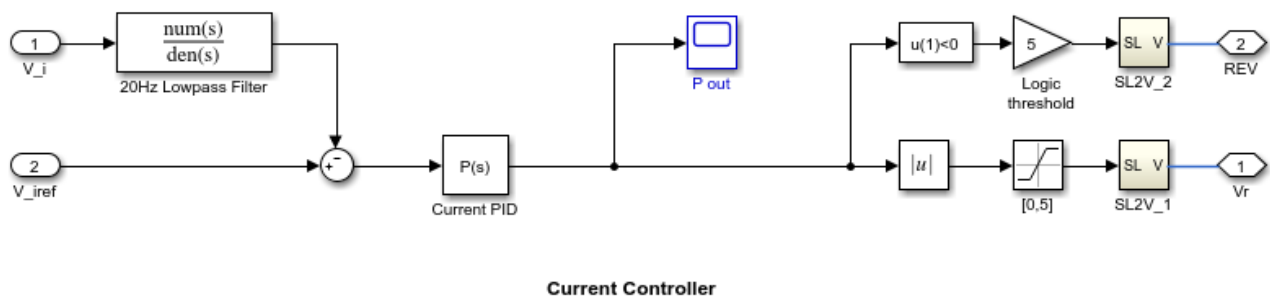 1
V_i
num(s)
den(s)
20Hz Lowpass Filter
P out
u(1)<0
5
Logic
threshold
SL V
SL2V_2
2
REV
2
V_iref
+
-
P(s)
Current PID
|u|
[0,5]
SL V
SL2V_1
1
Vr
Current Controller